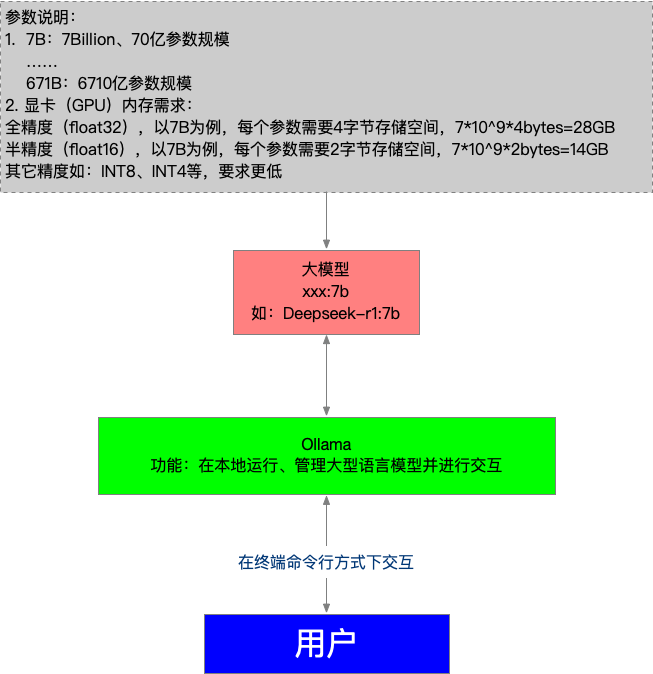 参数说明：
1. 7B：7Billion、70亿参数规模
……
671B：6710亿参数规模
2. 显卡（GPU）内存需求：
全精度（float32），以7B为例，每个参数需要4字节存储空间，7*10^9*4bytes=28GB
半精度（float16），以7B为例，每个参数需要2字节存储空间，7*10^9*2bytes=14GB
其它精度如：INT8、INT4等，要求更低
大模型
xxx:7b
如：Deepseek-r1:7b
Ollama
功能：在本地运行、管理大型语言模型并进行交互
在终端命令行方式下交互
用户